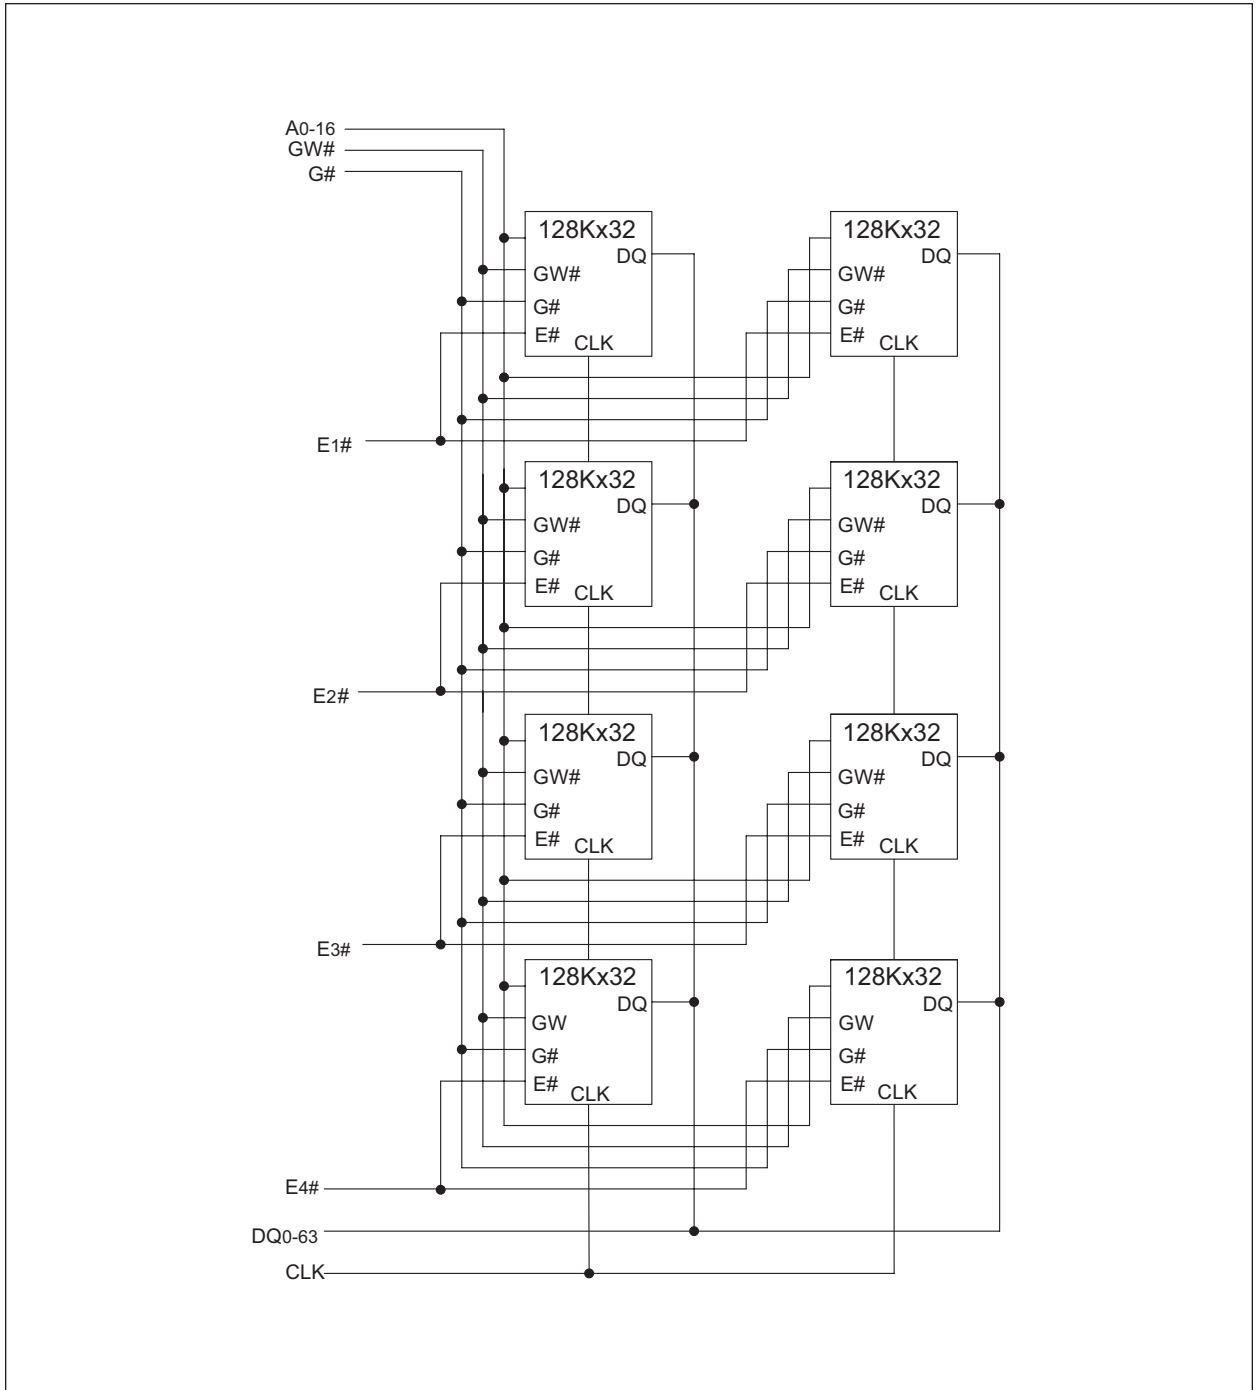 A0-16
GW#
G#
128Kx32
DQ
GW#
G#
E#
CLK
128Kx32
DQ
GW#
G#
E#
CLK
E1#
128Kx32
DQ
GW#
G#
E#
CLK
128Kx32
DQ
GW#
G#
E#
CLK
E2#
128Kx32
DQ
GW#
G#
E#
CLK
128Kx32
DQ
GW#
G#
E#
CLK
E3#
128Kx32
DQ
GW
G#
E#
CLK
128Kx32
DQ
GW
G#
E#
CLK
E4#
DQ0-63
CLK